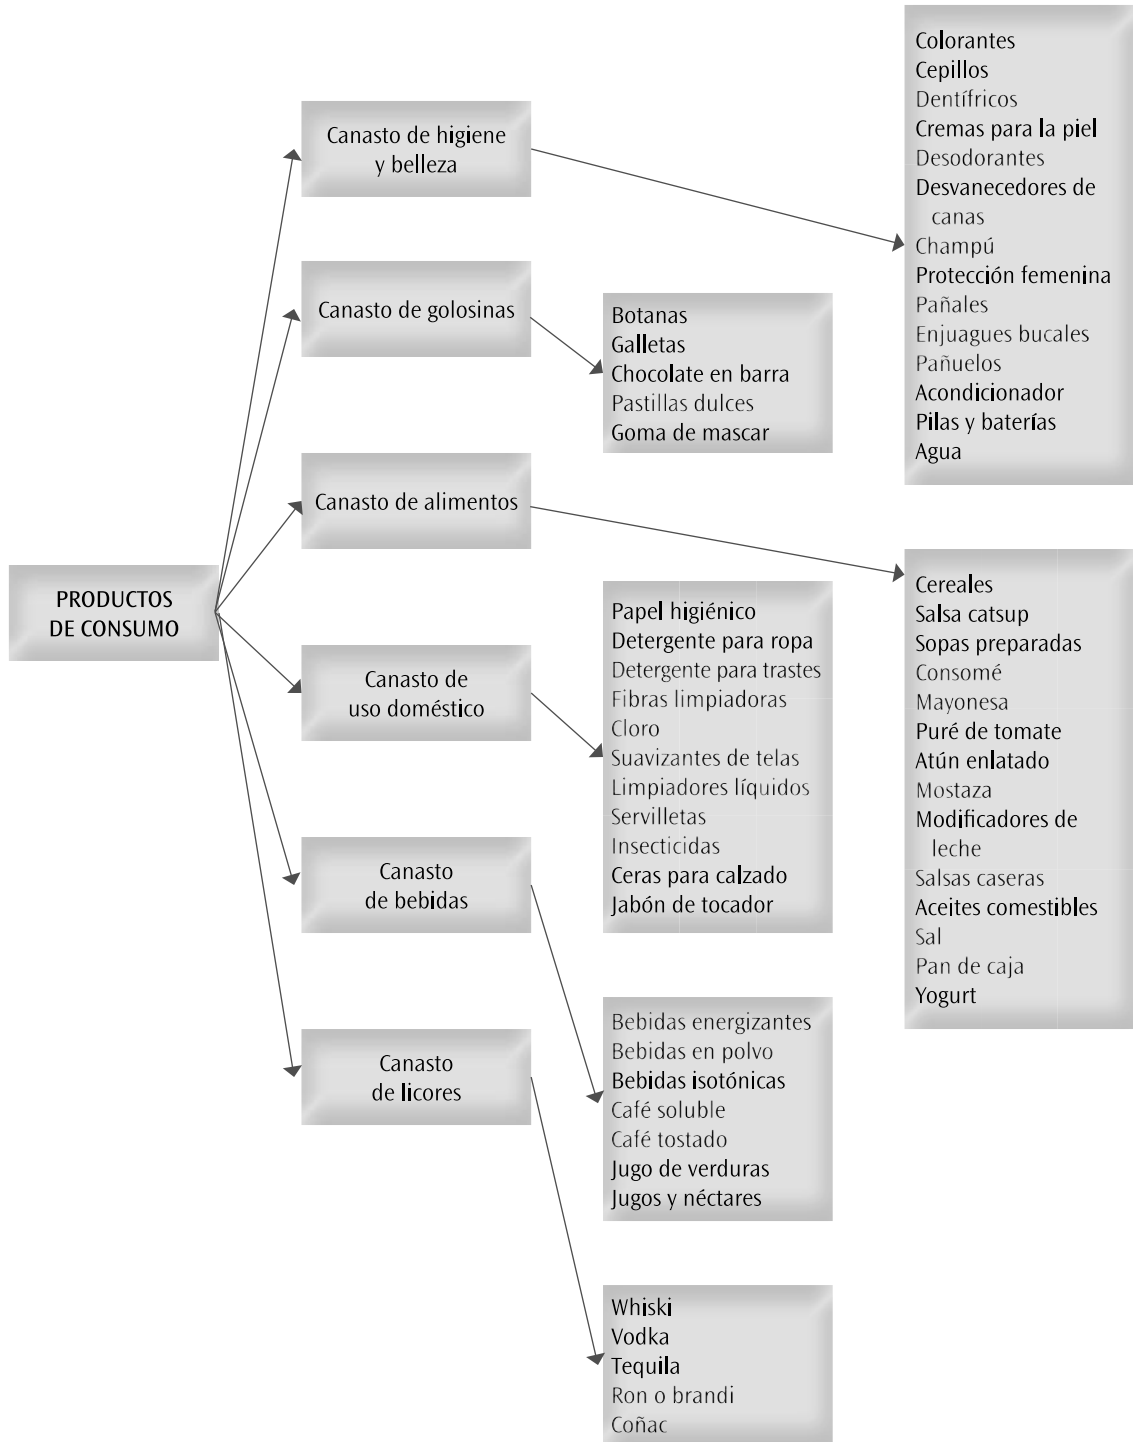 PRODUCTOS
DE CONSUMO
Canasto de higiene
y belleza
Colorantes
Cepillos
Dentífricos
Cremas para la piel
Desodorantes
Desvanecedores de
canas
Champú
Protección femenina
Pañales
Enjuagues bucales
Pañuelos
Acondicionador
Pilas y baterías
Agua
Canasto de golosinas
Botanas
Galletas
Chocolate en barra
Pastillas dulces
Goma de mascar
Canasto de alimentos
Cereales
Salsa catsup
Sopas preparadas
Consomé
Mayonesa
Puré de tomate
Atún enlatado
Mostaza
Modificadores de
leche
Salsas caseras
Aceites comestibles
Sal
Pan de caja
Yogurt
Canasto de
uso doméstico
Papel higiénico
Detergente para ropa
Detergente para trastes
Fibras limpiadoras
Cloro
Suavizantes de telas
Limpiadores líquidos
Servilletas
Insecticidas
Ceras para calzado
Jabón de tocador
Canasto
de bebidas
Bebidas energizantes
Bebidas en polvo
Bebidas isotónicas
Café soluble
Café tostado
Jugo de verduras
Jugos y néctares
Canasto
de licores
Whiski
Vodka
Tequila
Ron o brandi
Coñac